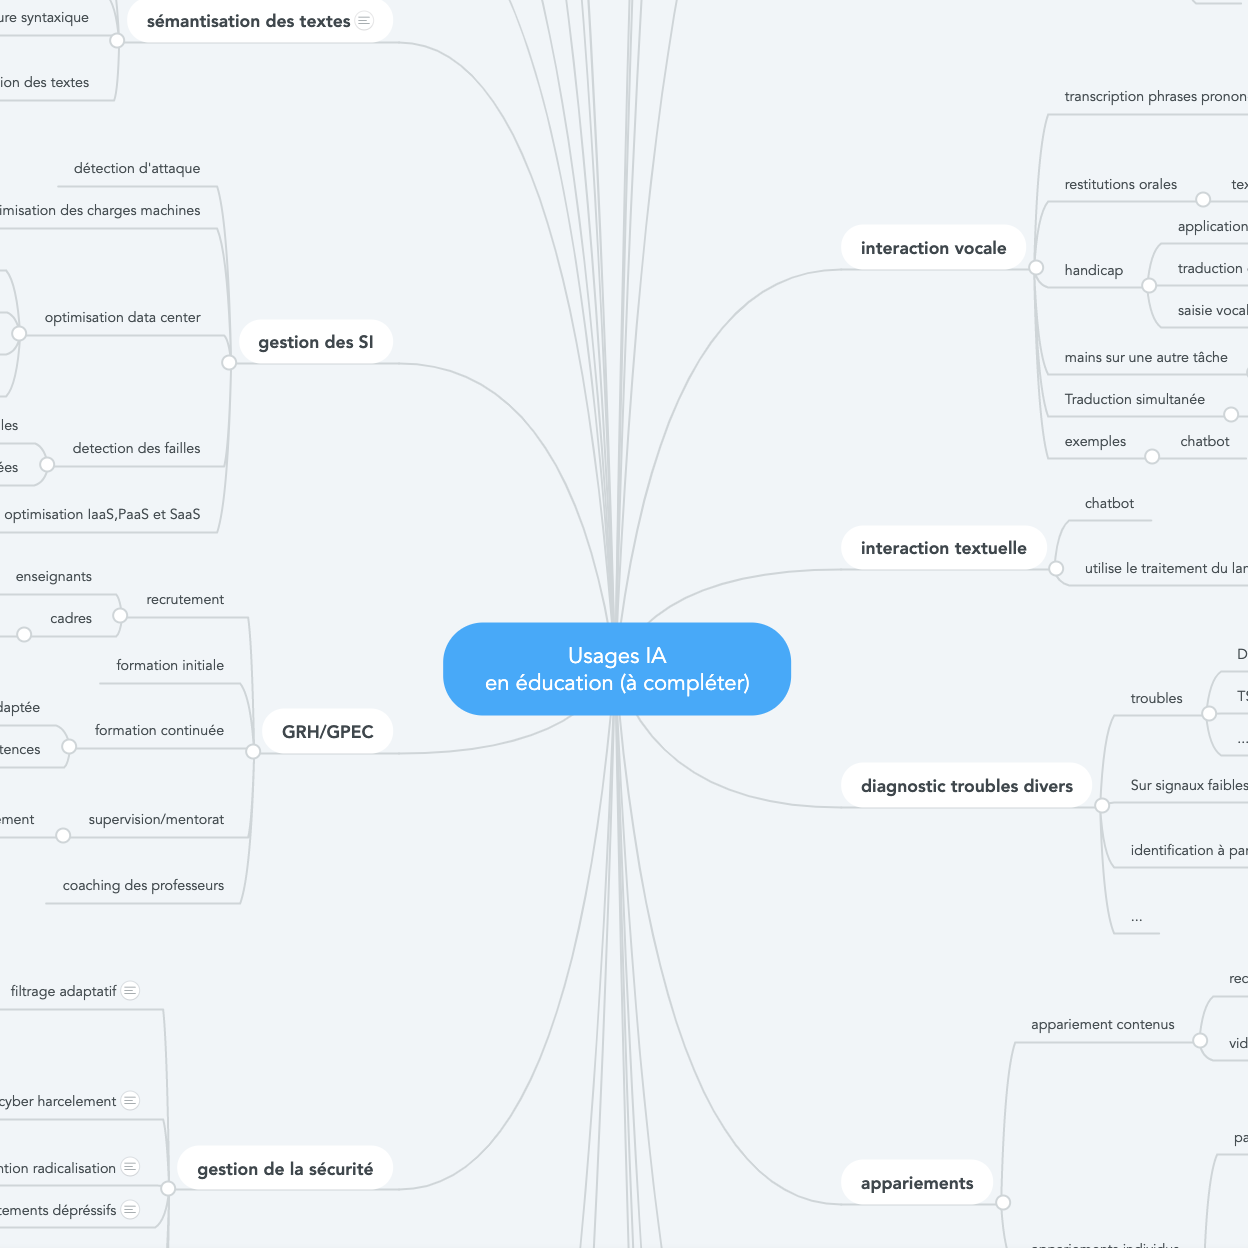 sémantisation des textes
ure syntaxique
ion des textes
détection d'attaque
imisation des charges machines
optimisation data center
gestion des SI
les
detection des failles
ées
optimisation IaaS,PaaS et SaaS
enseignants
recrutement
cadres
formation initiale
daptée
formation continuée
tences
GRH/GPEC
ement
supervision/mentorat
coaching des professeurs
filtrage adaptatif
cyber harcelement
ntion radicalisation
gestion de la sécurité
tements dépréssifs
Usages IA
en éducation (à compléter)
transcription phrases pronon
restitutions orales
tex
application
interaction vocale
handicap
traduction
saisie vocal
mains sur une autre tâche
Traduction simultanée
exemples
chatbot
chatbot
interaction textuelle
utilise le traitement du lan
D
troubles
TS
...
diagnostic troubles divers
Sur signaux faibles
identification à par
...
rec
appariement contenus
vid
pa
appariements
appariements individus